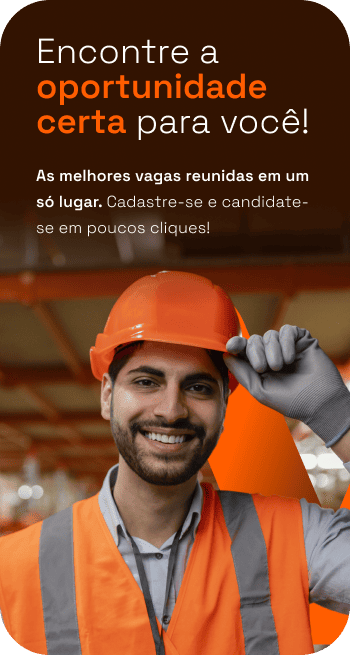 Encontre a
oportunidade
certa para você!
As melhores vagas reunidas em um
só lugar. Cadastre-se e candidate-
se em poucos cliques!